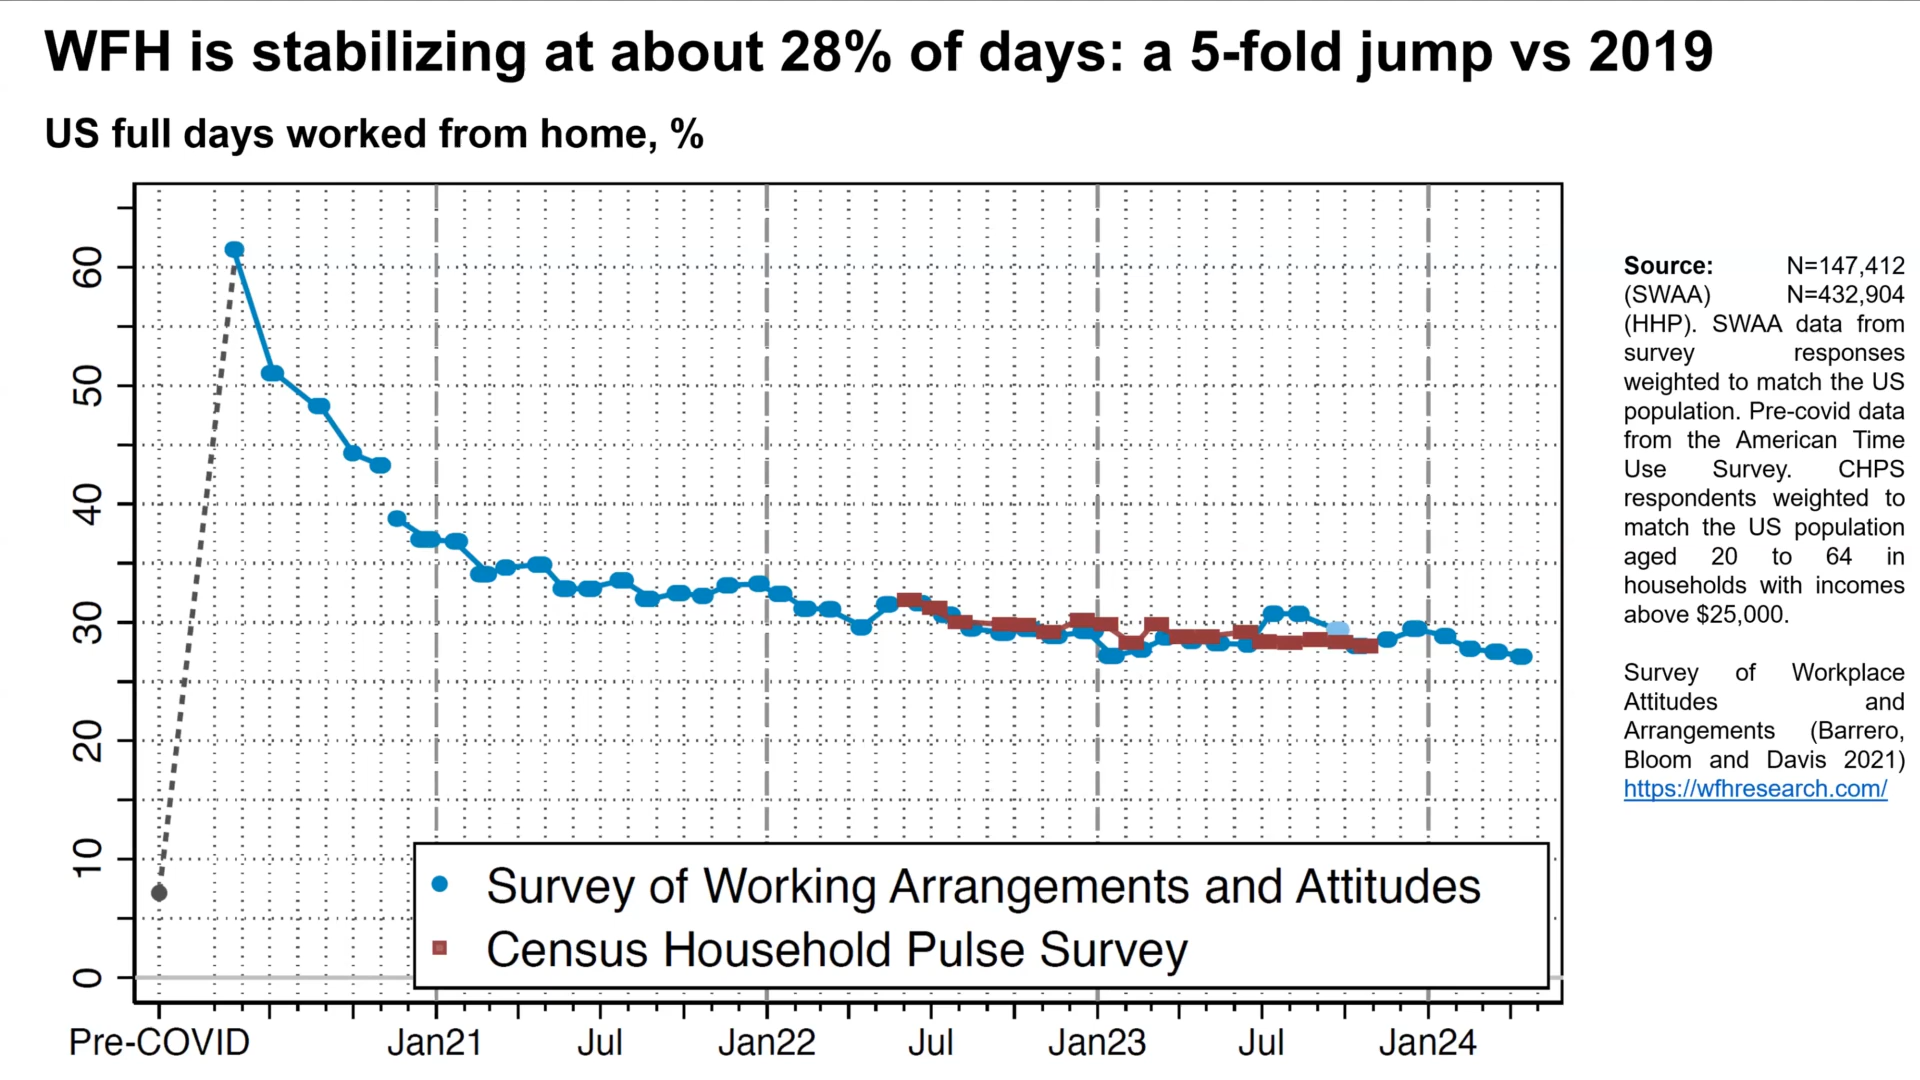 WFH is stabilizing at about 28% of days: a 5-fold jump vs 2019
US full days worked from home, %
60
50
40
30
20
10
0
Pre-COVID
Jan21
Jul
Jan22
Jul
Jan23
Jul
Jan24
Survey of Working Arrangements and Attitudes
Census Household Pulse Survey
Source: N=147,412
(SWAA) N=432,904
(HHP). SWAA data from
survey responses
weighted to match the US
population. Pre-covid data
from the American Time
Use Survey. CHPS
respondents weighted to
match the US population
aged 20 to 64 in
households with incomes
above $25,000.
Survey of Workplace
Attitudes and
Arrangements (Barrero,
Bloom and Davis 2021)
https://wfhresearch.com/